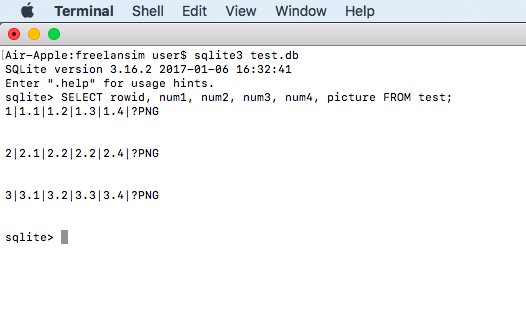 Terminal Shell Edit View Window Help
[Air-Apple:freelansim user$ sqlite3 test.db
SQLite version 3.16.2 2017-01-06 16:32:41
Enter ".help" for usage hints.
sqlite> SELECT rowid, num1, num2, num3, num4, picture FROM test;
1|1.1|1.2|1.3|1.4|?PNG
2|2.1|2.2|2.2|2.4|?PNG
3|3.1|3.2|3.3|3.4|?PNG
sqlite>